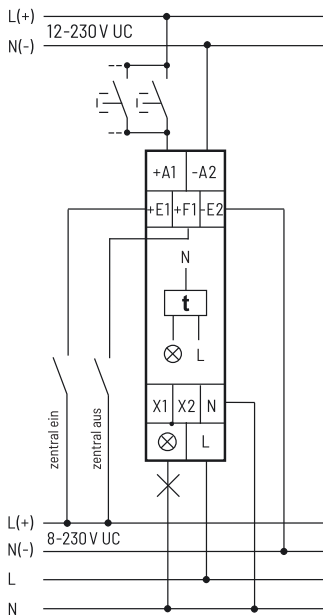 L(+)
12-230 V UC
N(-)
+A1 -A2
+E1 +F1 -E2
N
t
L
X1 X2 N
L
zentral ein
zentral aus
L(+)
8-230 V UC
N(-)
L
N